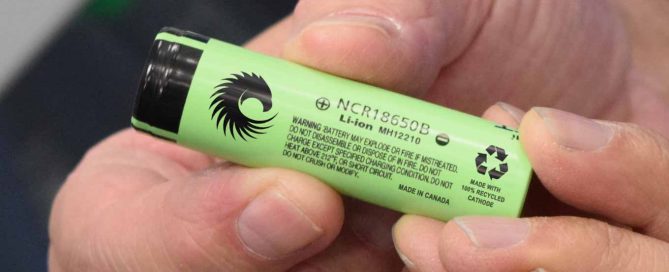 ⊕ NCR18650B ⊖
Li-ion MH12210
WARNING -BATTERY MAY EXPLODE OR FIRE IF MISTREATED.
DO NOT DISASSEMBLE OR DISPOSE OF IN FIRE. DO NOT
CHARGE EXCEPT SPECIFIED CHARGING CONDITION. DO NOT
HEAT ABOVE 212°F, OR SHORT CIRCUIT.
DO NOT CRUSH OR MODIFY.
MADE IN CANADA
MADE WITH
100% RECYCLED
CATHODE